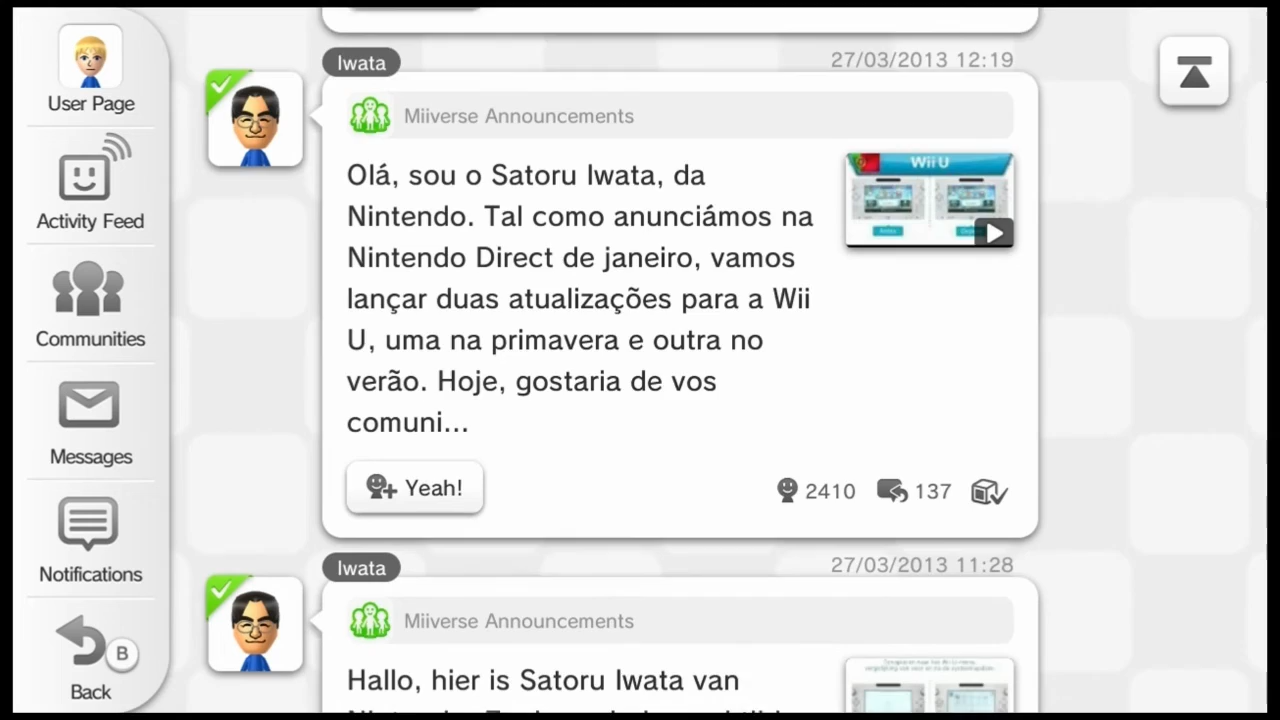 User Page
Activity Feed
Communities
Messages
Notifications
B
Back
Iwata
27/03/2013 12:19
Miiverse Announcements
Olá, sou o Satoru Iwata, da
Nintendo. Tal como anunciámos na
Nintendo Direct de janeiro, vamos
lançar duas atualizações para a Wii
U, uma na primavera e outra no
verão. Hoje, gostaria de vos
comuni...
Wii U
Yeah!
2410
137
Iwata
27/03/2013 11:28
Miiverse Announcements
Hallo, hier is Satoru Iwata van